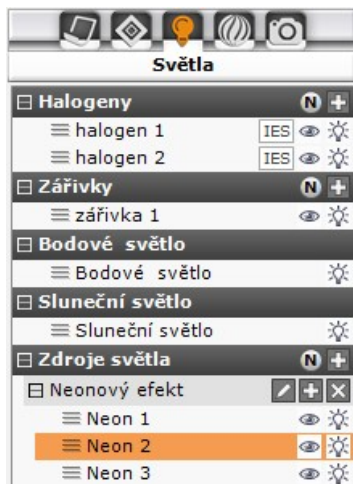 Světla
Halogeny N
halogen 1 IES
halogen 2 IES
Zářivky N
zářivka 1
Bodové světlo
Bodové světlo
Sluneční světlo
Sluneční světlo
Zdroje světla N
Neonový efekt
Neon 1
Neon 2
Neon 3